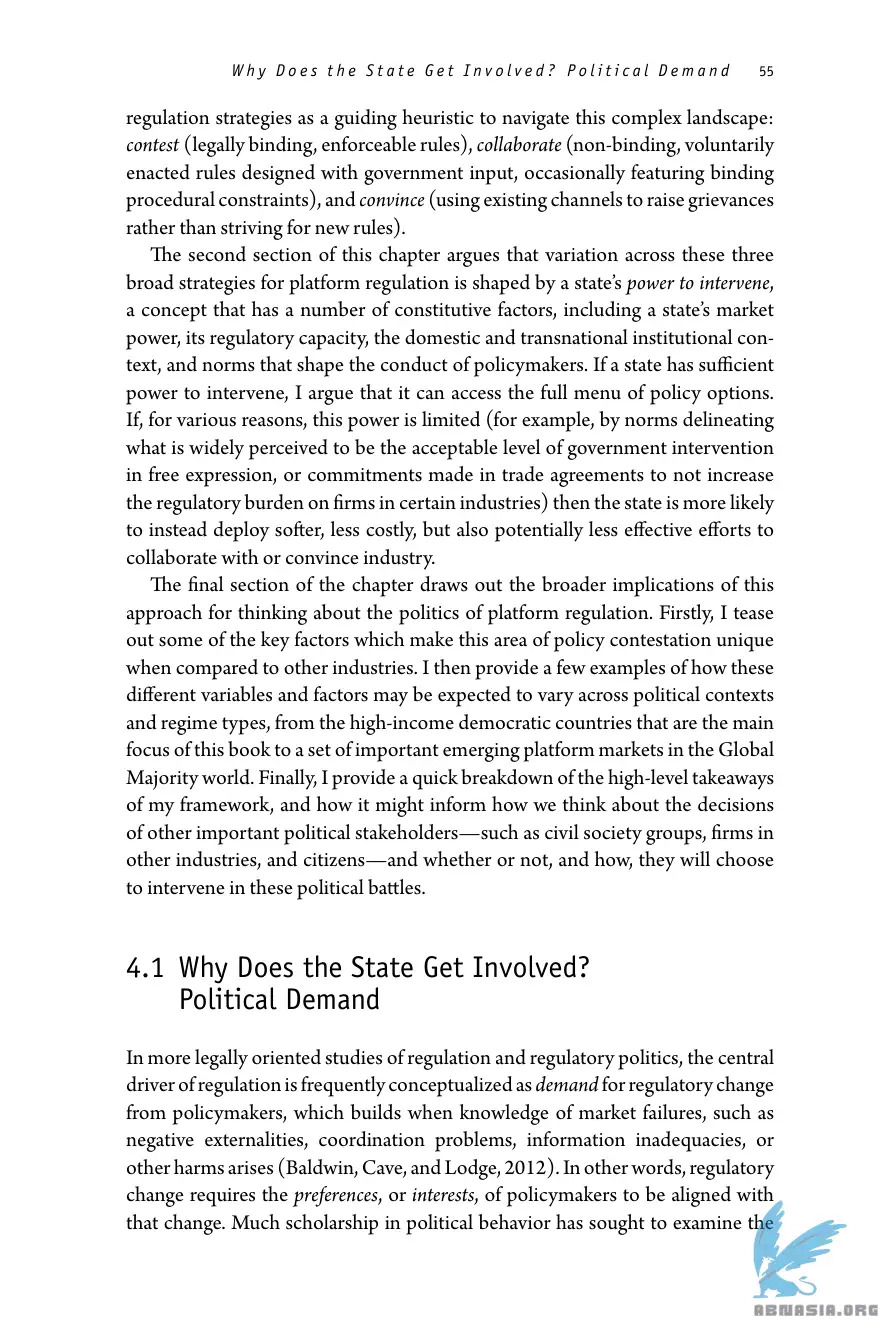 Why Does the State Get Involved? Political Demand 55
regulation strategies as a guiding heuristic to navigate this complex landscape:
contest (legally binding, enforceable rules), collaborate (non-binding, voluntarily
enacted rules designed with government input, occasionally featuring binding
procedural constraints), and convince (using existing channels to raise grievances
rather than striving for new rules).
The second section of this chapter argues that variation across these three
broad strategies for platform regulation is shaped by a state’s power to intervene,
a concept that has a number of constitutive factors, including a state’s market
power, its regulatory capacity, the domestic and transnational institutional con-
text, and norms that shape the conduct of policymakers. If a state has sufficient
power to intervene, I argue that it can access the full menu of policy options.
If, for various reasons, this power is limited (for example, by norms delineating
what is widely perceived to be the acceptable level of government intervention
in free expression, or commitments made in trade agreements to not increase
the regulatory burden on firms in certain industries) then the state is more likely
to instead deploy softer, less costly, but also potentially less effective efforts to
collaborate with or convince industry.
The final section of the chapter draws out the broader implications of this
approach for thinking about the politics of platform regulation. Firstly, I tease
out some of the key factors which make this area of policy contestation unique
when compared to other industries. I then provide a few examples of how these
different variables and factors may be expected to vary across political contexts
and regime types, from the high-income democratic countries that are the main
focus of this book to a set of important emerging platform markets in the Global
Majority world. Finally, I provide a quick breakdown of the high-level takeaways
of my framework, and how it might inform how we think about the decisions
of other important political stakeholders—such as civil society groups, firms in
other industries, and citizens—and whether or not, and how, they will choose
to intervene in these political battles.
4.1 Why Does the State Get Involved?
Political Demand
In more legally oriented studies of regulation and regulatory politics, the central
driver of regulation is frequently conceptualized as demand for regulatory change
from policymakers, which builds when knowledge of market failures, such as
negative externalities, coordination problems, information inadequacies, or
other harms arises (Baldwin, Cave, and Lodge, 2012). In other words, regulatory
change requires the preferences, or interests, of policymakers to be aligned with
that change. Much scholarship in political behavior has sought to examine the
ABNASIA.ORG